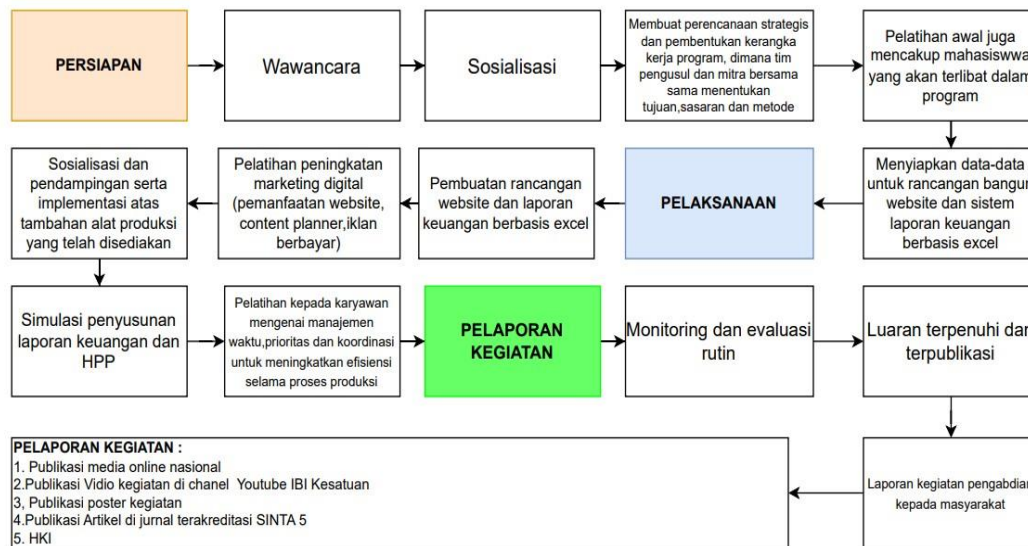 PERSIAPAN
Wawancara
Sosialisasi
Membuat perencanaan strategis
dan pembentukan kerangka
kerja program, dimana tim
pengusul dan mitra bersama
sama menentukan
tujuan,sasaran dan metode
Pelatihan awal juga
mencakup mahasiswwa
yang akan terlibat dalam
program
Menyiapkan data-data
untuk rancangan bangun
website dan sistem
laporan keuangan
berbasis excel
PELAKSANAAN
Pembuatan rancangan
website dan laporan
keuangan berbasis excel
Pelatihan peningkatan
marketing digital
(pemanfaatan website,
content planner,iklan
berbayar)
Sosialisasi dan
pendampingan serta
implementasi atas
tambahan alat produksi
yang telah disediakan
Simulasi penyusunan
laporan keuangan dan
HPP
Pelatihan kepada karyawan
mengenai manajemen
waktu,prioritas dan koordinasi
untuk meningkatkan efisiensi
selama proses produksi
PELAPORAN
KEGIATAN
Monitoring dan evaluasi
rutin
Luaran terpenuhi dan
terpublikasi
Laporan kegiatan pengabdian
kepada masyarakat
PELAPORAN KEGIATAN :
1. Publikasi media online nasional
2.Publikasi Vidio kegiatan di chanel Youtube IBI Kesatuan
3, Publikasi poster kegiatan
4.Publikasi Artikel di jurnal terakreditasi SINTA 5
5. HKI